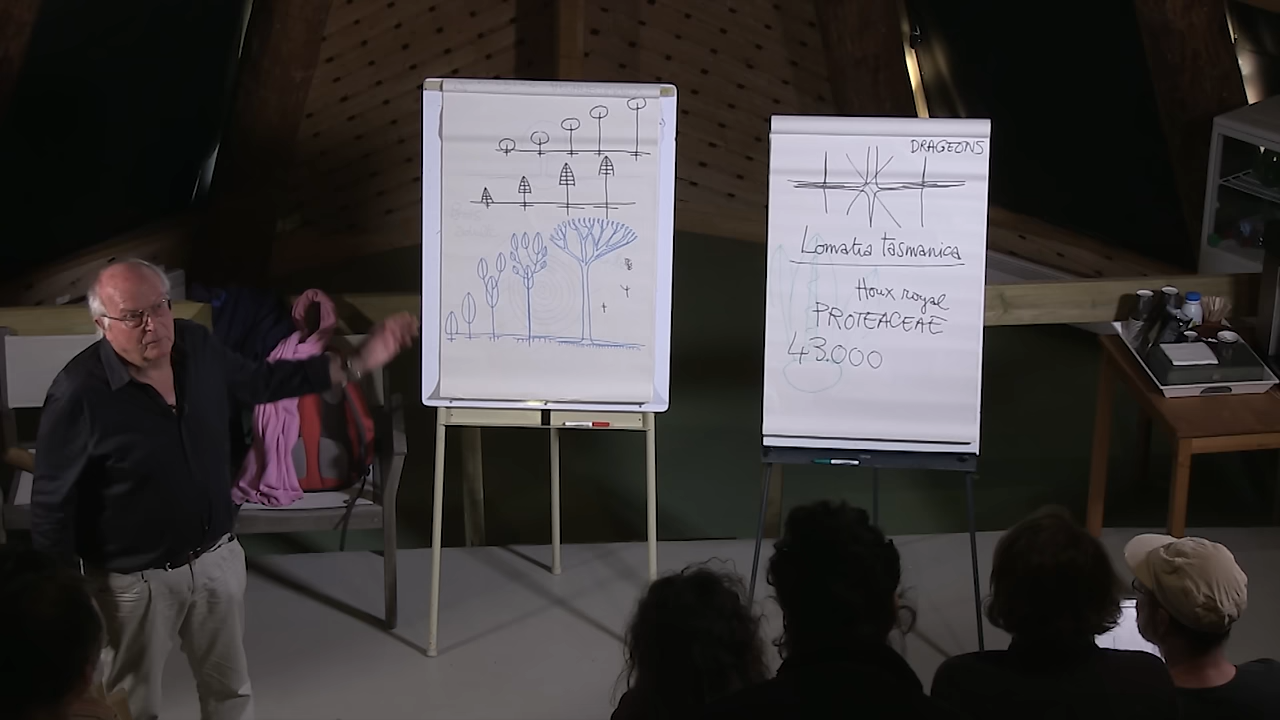 DRAGEONS
Lomatia tasmanica
Houx royal
PROTEACEAE
43.000